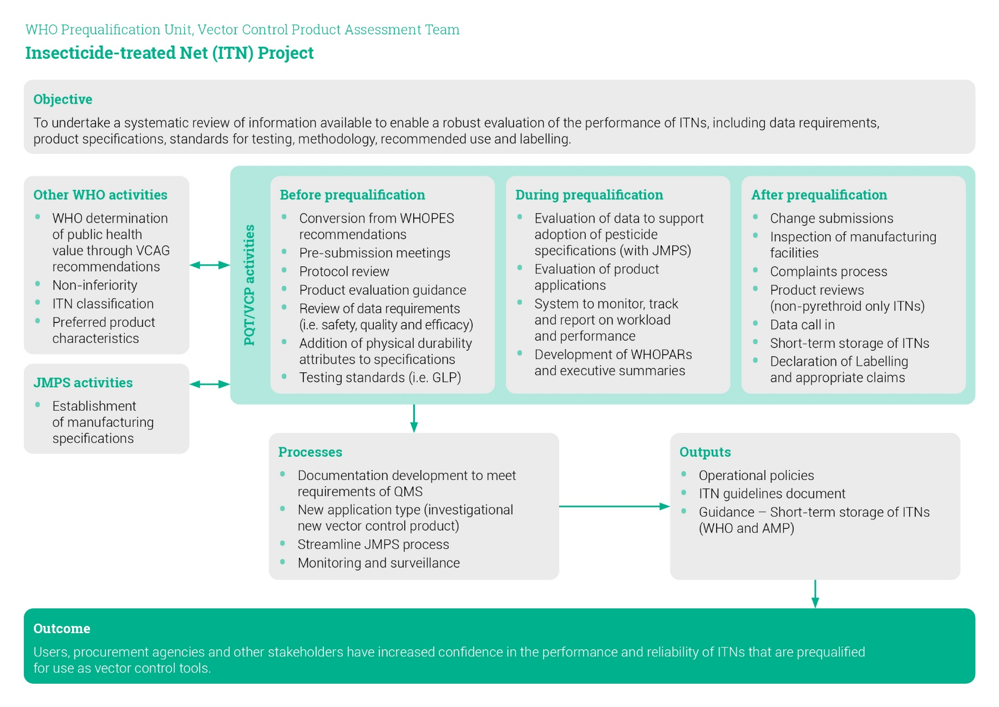 WHO Prequalification Unit, Vector Control Product Assessment Team
Insecticide-treated Net (ITN) Project
Objective
To undertake a systematic review of information available to enable a robust evaluation of the performance of ITNs, including data requirements,
product specifications, standards for testing, methodology, recommended use and labelling.
Other WHO activities
• WHO determination
of public health
value through VCAG
recommendations
• Non-inferiority
• ITN classification
• Preferred product
characteristics
JMPS activities
• Establishment
of manufacturing
specifications
PQT/VCP activities
Before prequalification
• Conversion from WHOPES
recommendations
• Pre-submission meetings
• Protocol review
• Product evaluation guidance
• Review of data requirements
(i.e. safety, quality and efficacy)
• Addition of physical durability
attributes to specifications
• Testing standards (i.e. GLP)
During prequalification
• Evaluation of data to support
adoption of pesticide
specifications (with JMPS)
• Evaluation of product
applications
• System to monitor, track
and report on workload
and performance
• Development of WHOPARs
and executive summaries
After prequalification
• Change submissions
• Inspection of manufacturing
facilities
• Complaints process
• Product reviews
(non-pyrethroid only ITNs)
• Data call in
• Short-term storage of ITNs
• Declaration of Labelling
and appropriate claims
Processes
• Documentation development to meet
requirements of QMS
• New application type (investigational
new vector control product)
• Streamline JMPS process
• Monitoring and surveillance
Outputs
• Operational policies
• ITN guidelines document
• Guidance – Short-term storage of ITNs
(WHO and AMP)
Outcome
Users, procurement agencies and other stakeholders have increased confidence in the performance and reliability of ITNs that are prequalified
for use as vector control tools.